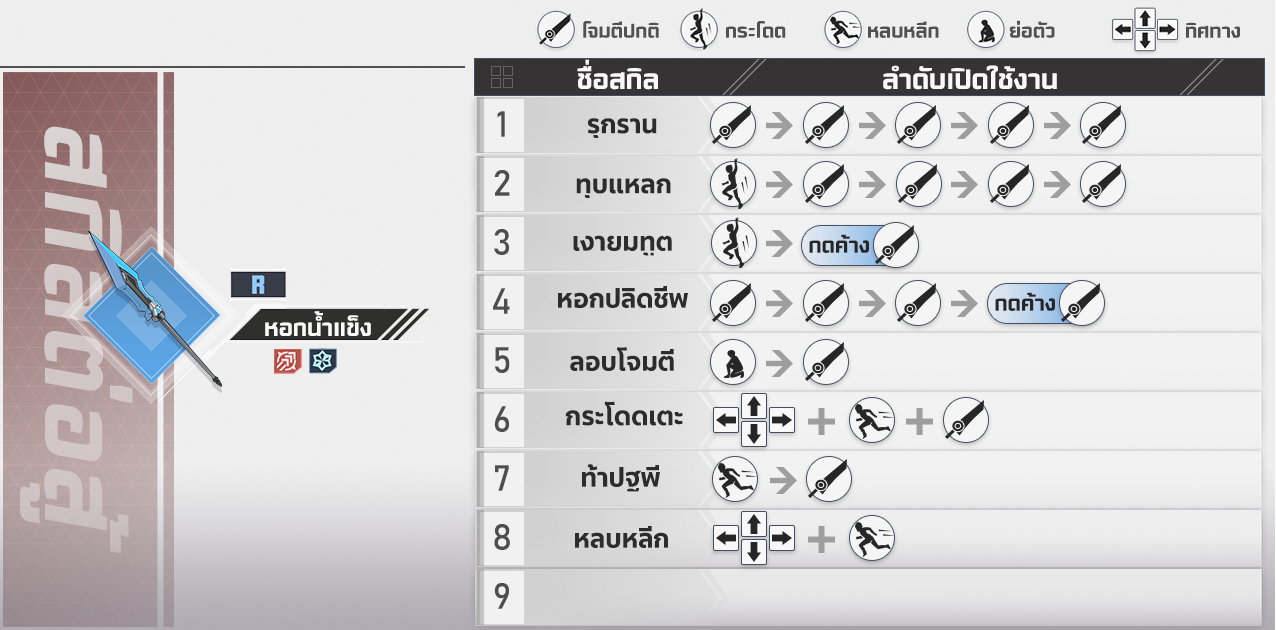 โจมตีปกติ กระโดด หลบหลีก ย่อตัว ทิศทาง
ชื่อสกิล ลำดับเปิดใช้งาน
สกิลต่อสู้
R
หอกน้ำแข็ง
1 รุกราน
2 ทุบแหลก
3 เงายมทูต กดค้าง
4 หอกปลิดชีพ กดค้าง
5 ลอบโจมตี
6 กระโดดเตะ
7 ท้าปฐพี
8 หลบหลีก
9